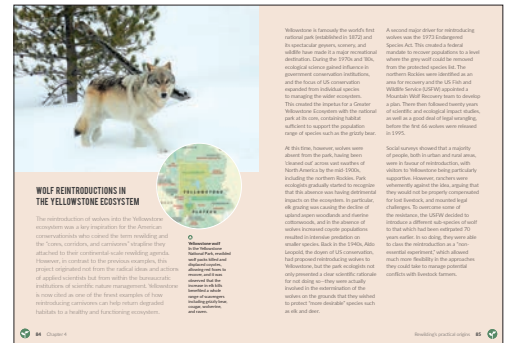 WOLF REINTRODUCTIONS IN
THE YELLOWSTONE ECOSYSTEM
The reintroduction of wolves into the Yellowstone
ecosystem was a key inspiration for the American
conservationists who coined the term rewilding and
the "cores, corridors, and carnivores" strapline they
attached to their continental-scale rewilding agenda.
However, in contrast to the previous examples, this
project originated not from the radical ideas and actions
of applied scientists but from within the bureaucratic
institutions of scientific nature management. Yellowstone
is now cited as one of the finest examples of how
reintroducing carnivores can help return degraded
habitats to a healthy and functioning ecosystem.
YELLOWSTONE
PLATEAU
Yellowstone wolf
In the Yellowstone
National Park, resident
wolf packs killed and
displaced coyotes,
allowing red foxes to
recover, and it was
observed that the
increase in elk kills
benefited a whole
range of scavengers
including grizzly bear,
cougar, wolverine,
and raven.
84 Chapter 4
Yellowstone is famously the world's first
national park (established in 1872) and
its spectacular geysers, scenery, and
wildlife have made it a major recreational
destination. During the 1970s and '80s,
ecological science gained influence in
government conservation institutions,
and the focus of US conservation
expanded from individual species
to managing the wider ecosystem.
This created the impetus for a Greater
Yellowstone Ecosystem with the national
park at its core, containing habitat
sufficient to support the population
range of species such as the grizzly bear.
At this time, however, wolves were
absent from the park, having been
"cleared out" across vast swathes of
North America by the mid-1900s,
including the northern Rockies. Park
ecologists gradually started to recognize
that the absence was having detrimental
impacts on the ecosystem. In particular,
elk grazing was causing the decline of
upland aspen woodlands and riverine
cottonwoods, and in the absence of
wolves increased coyote populations
resulted in intensive predation on
smaller species. Back in the 1940s, Aldo
Leopold, the doyen of US conservation,
had proposed reintroducing wolves to
Yellowstone, but the park ecologists not
only presented a clear scientific rationale
for not doing so—they were actually
involved in the extermination of the
wolves on the grounds that they wished
to protect "more desirable" species such
as elk and deer.
A second major driver for reintroducing
wolves was the 1973 Endangered
Species Act. This created a federal
mandate to recover populations to a level
where the grey wolf could be removed
from the protected species list. The
northern Rockies were identified as an
area for recovery and the US Fish and
Wildlife Service (USFW) appointed a
Mountain Wolf Recovery team to develop
a plan. There then followed twenty years
of scientific and ecological impact studies,
as well as a good deal of legal wrangling,
before the first 66 wolves were released
in 1995.
Social surveys showed that a majority
of people, both in urban and rural areas,
were in favour of reintroduction, with
visitors to Yellowstone being particularly
supportive. However, ranchers were
vehemently against the idea, arguing that
they would not be properly compensated
for lost livestock, and mounted legal
challenges. To overcome some of
the resistance, the USFW decided to
introduce a different sub-species of wolf
to that which had been extirpated 70
years earlier. In so doing, they were able
to class the reintroduction as a "non-
essential experiment," which allowed
much more flexibility in the approaches
they could take to manage potential
conflicts with livestock farmers.
Rewilding's practical origins 85